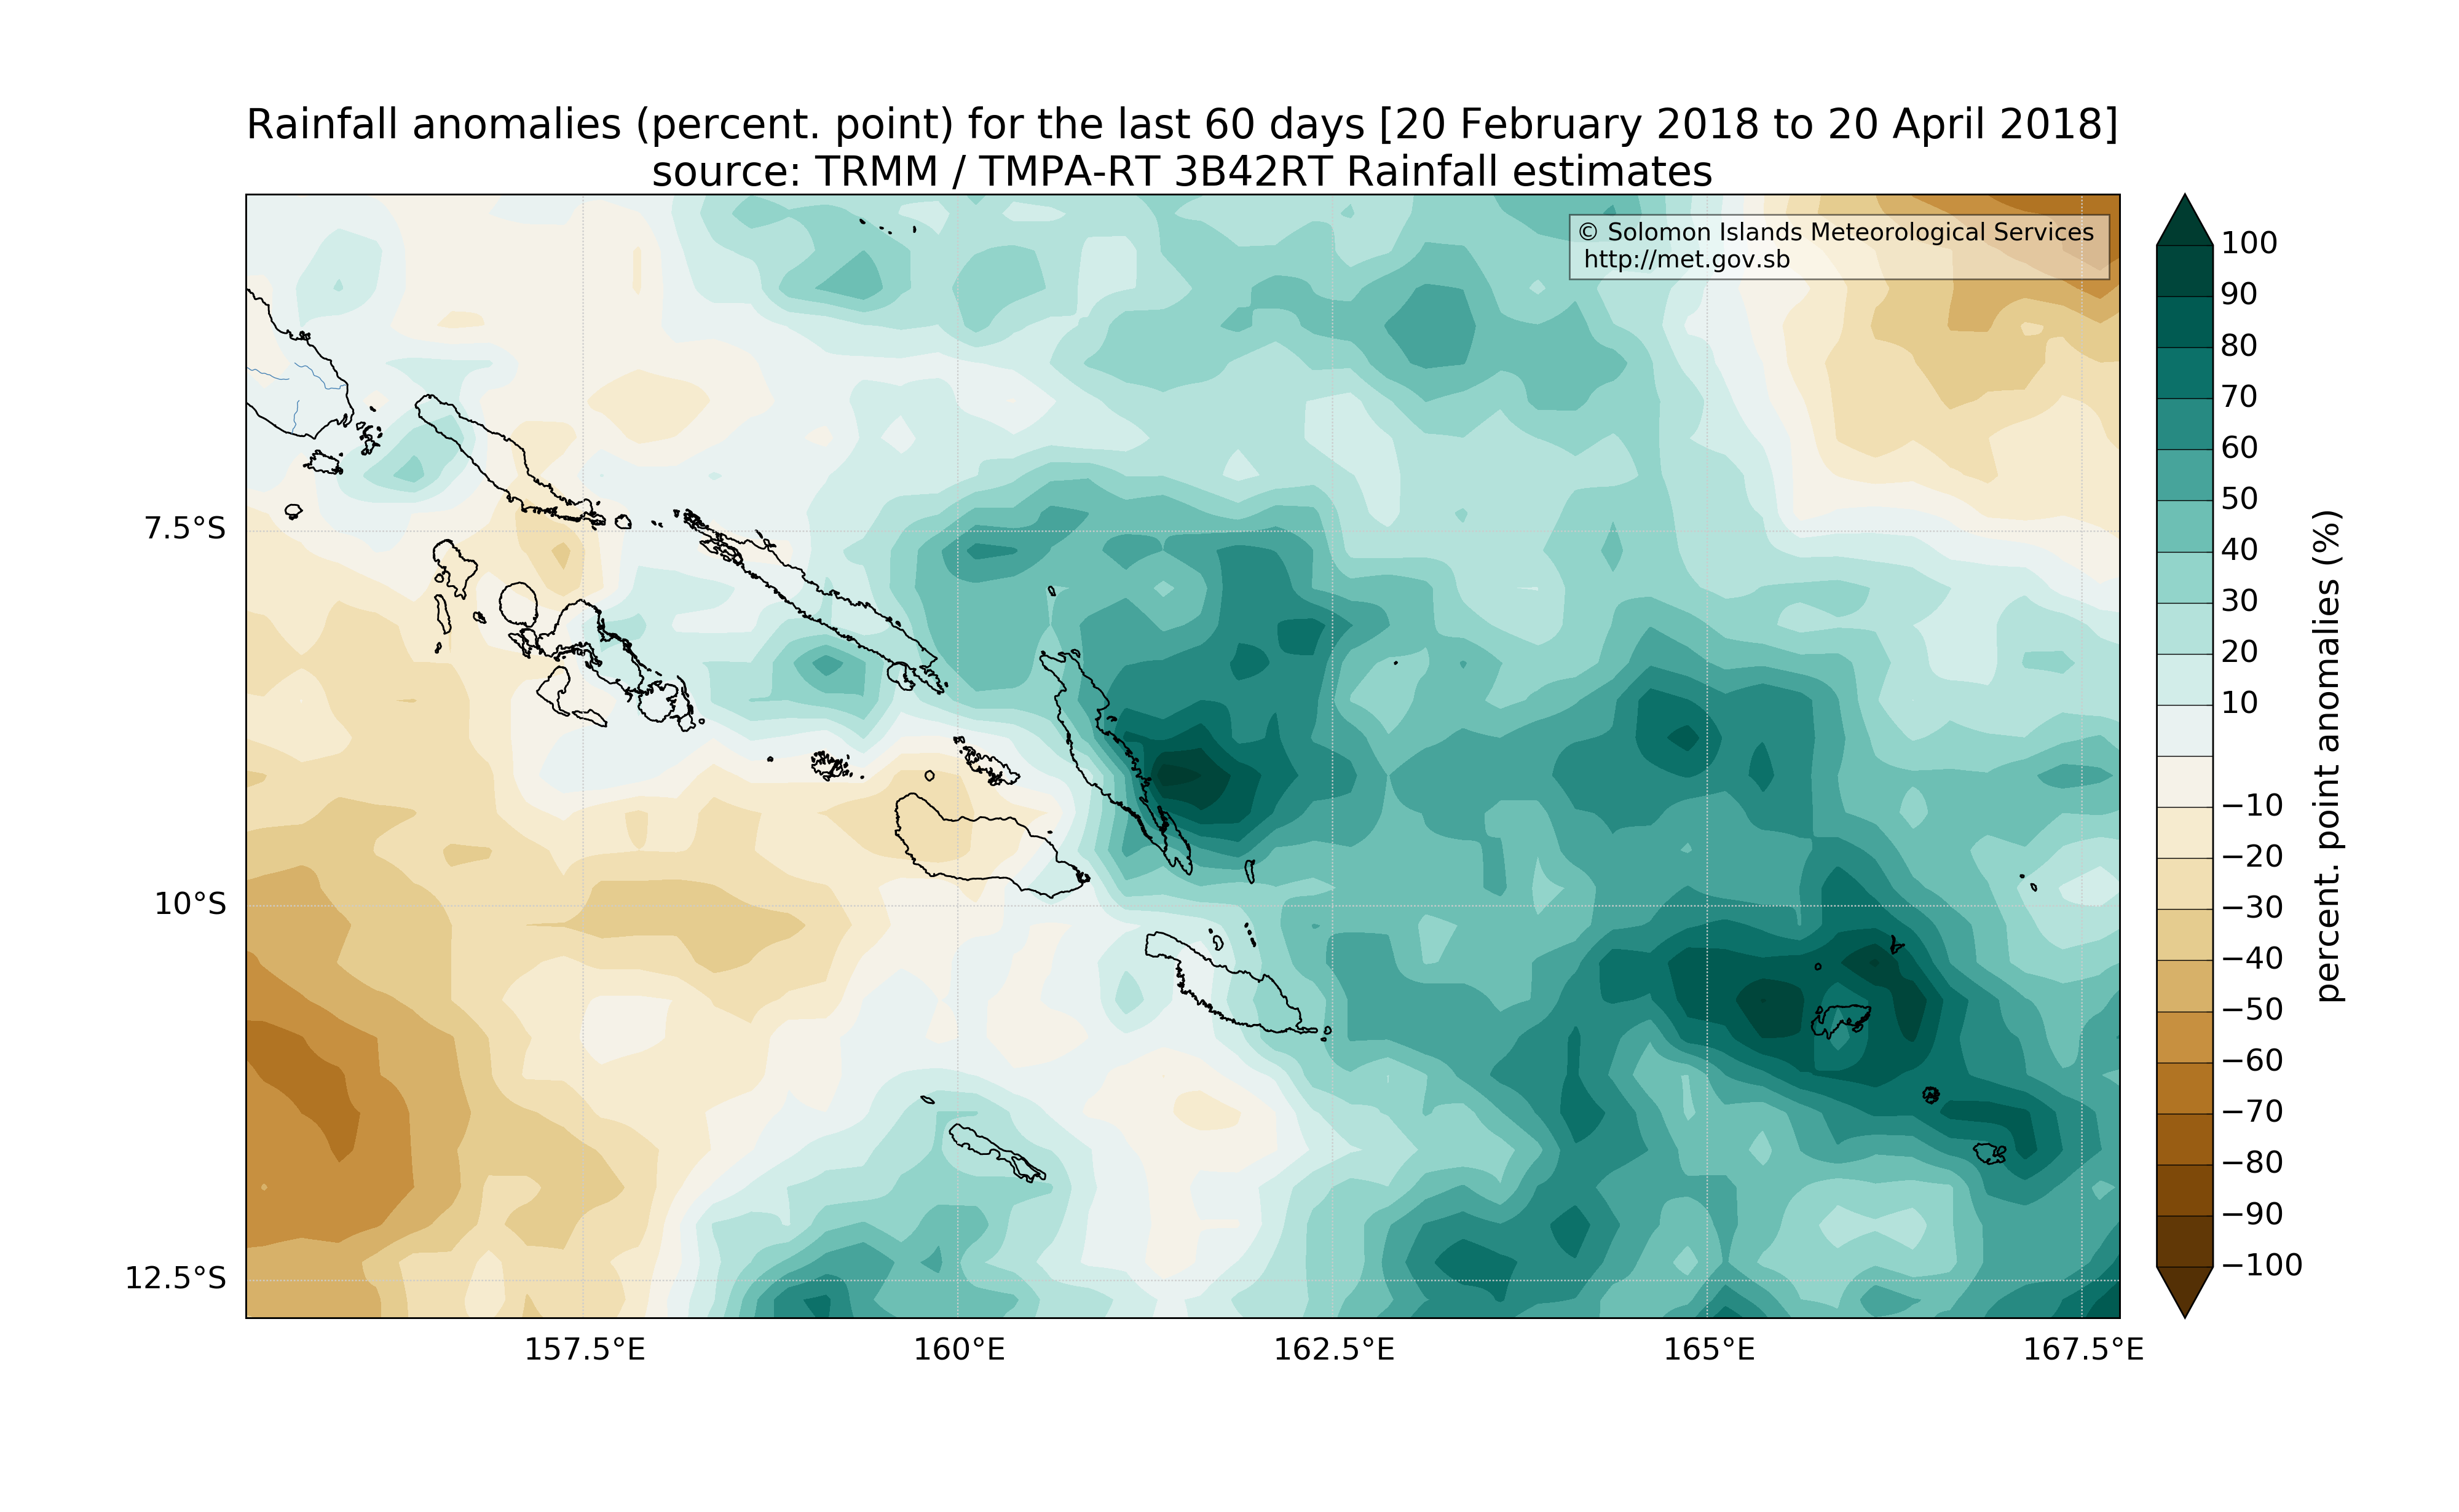 Rainfall anomalies (percent. point) for the last 60 days [20 February 2018 to 20 April 2018]
source: TRMM / TMPA-RT 3B42RT Rainfall estimates
© Solomon Islands Meteorological Services
http://met.gov.sb
7.5°S
10°S
12.5°S
157.5°E
160°E
162.5°E
165°E
167.5°E
100
90
80
70
60
50
40
30
20
10
−10
−20
−30
−40
−50
−60
−70
−80
−90
−100
percent. point anomalies (%)